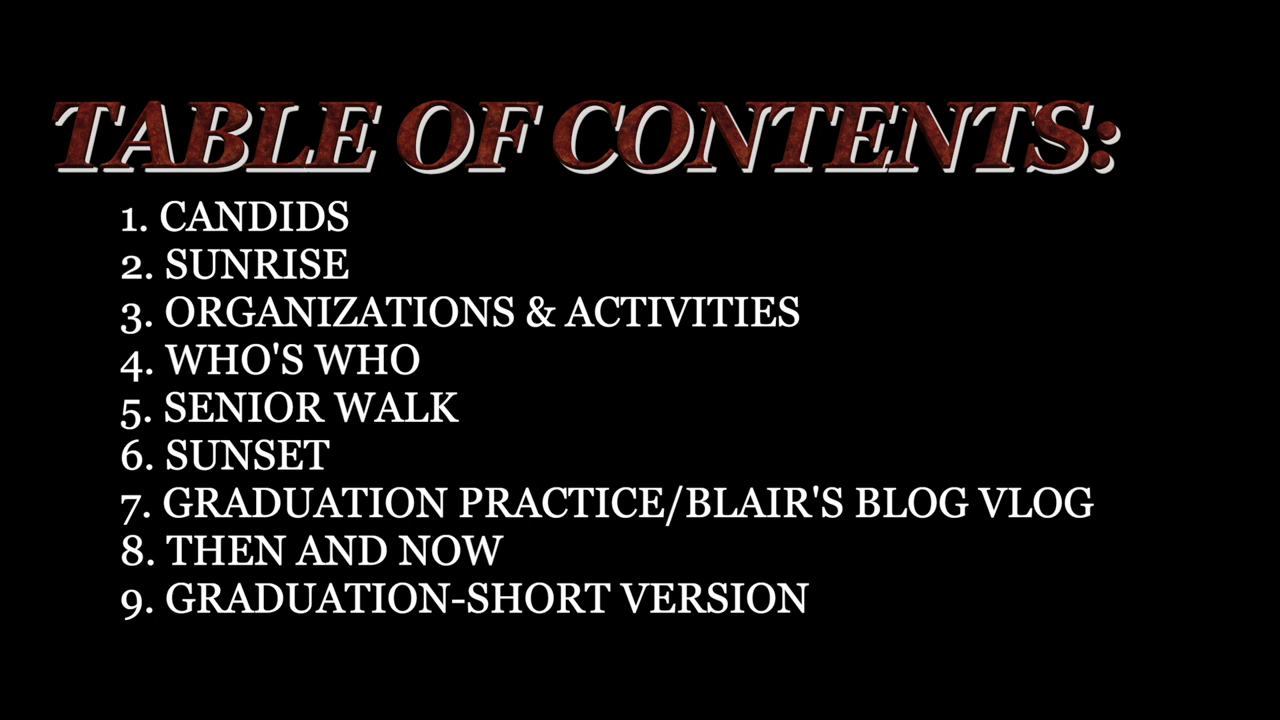 TABLE OF CONTENTS:
1. CANDIDS
2. SUNRISE
3. ORGANIZATIONS & ACTIVITIES
4. WHO'S WHO
5. SENIOR WALK
6. SUNSET
7. GRADUATION PRACTICE/BLAIR'S BLOG VLOG
8. THEN AND NOW
9. GRADUATION-SHORT VERSION